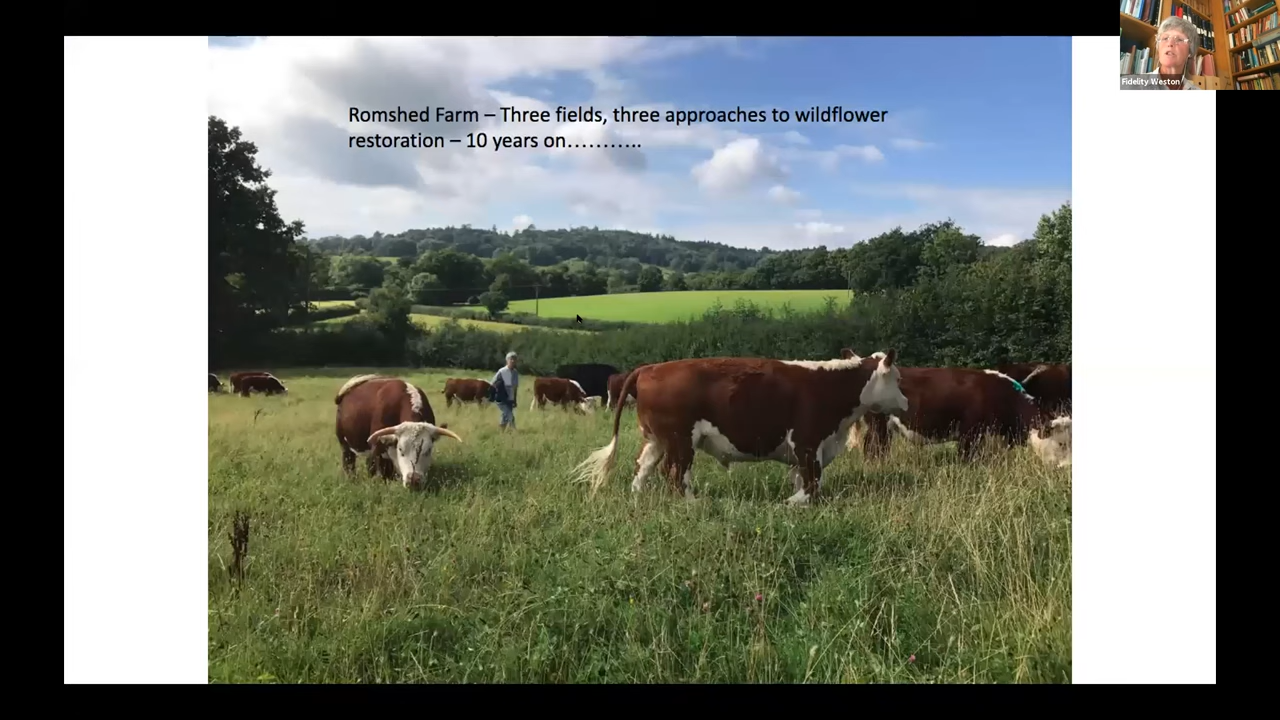 Romshed Farm – Three fields, three approaches to wildflower
restoration – 10 years on………..
Fidelity Weston